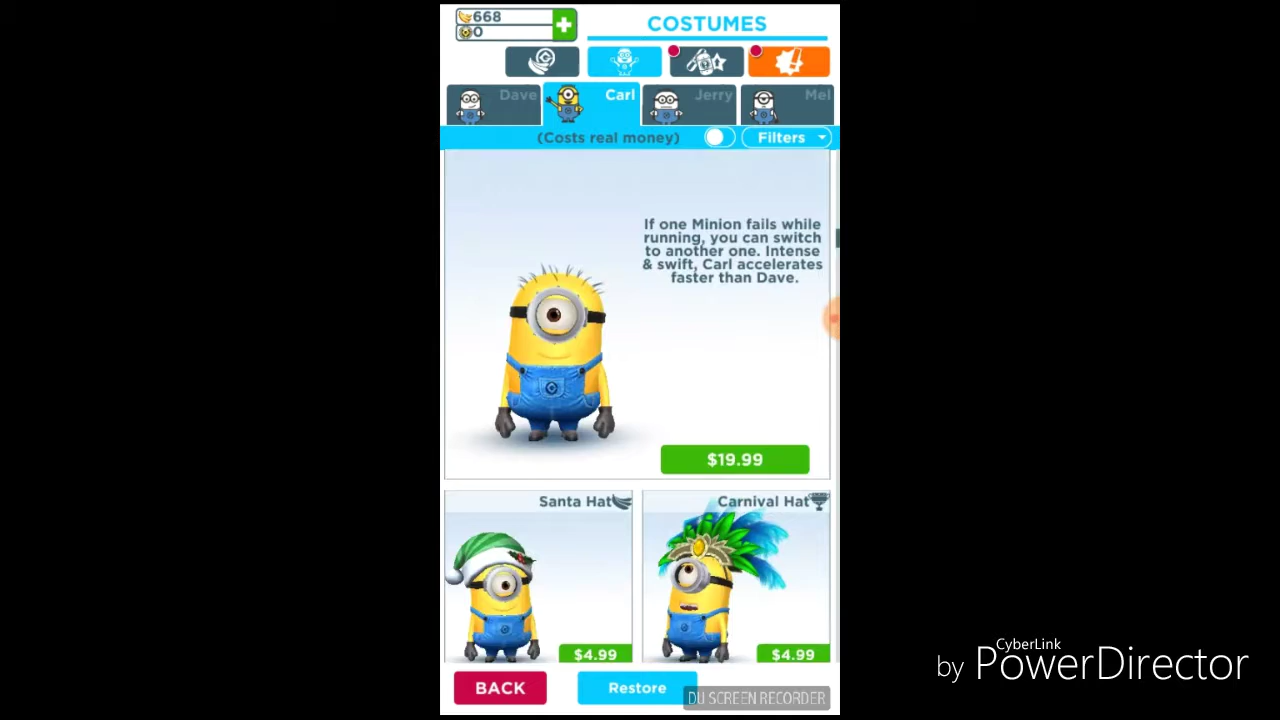 668
0
COSTUMES
Dave
Carl
Jerry
Mel
(Costs real money)
Filters
If one Minion fails while
running, you can switch
to another one. Intense
& swift, Carl accelerates
faster than Dave.
$19.99
Santa Hat
Carnival Hat
$4.99
$4.99
BACK
Restore
DU SCREEN RECORDER
CyberLink
by PowerDirector